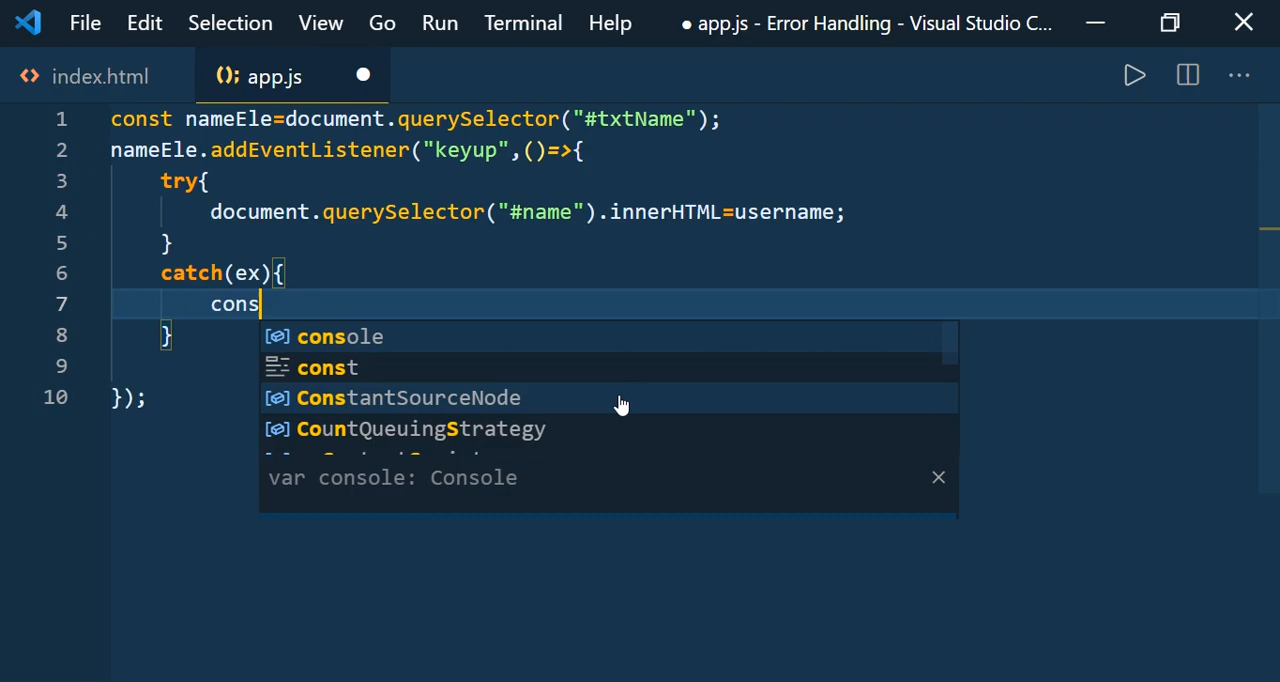 File Edit Selection View Go Run Terminal Help ● app.js - Error Handling - Visual Studio C...
index.html (); app.js
1 const nameEle=document.querySelector("#txtName");
2 nameEle.addEventListener("keyup",()=>{
3 try{
4 document.querySelector("#name").innerHTML=username;
5 }
6 catch(ex){
7 cons
console
8 }
const
9
ConstantSourceNode
10 });
CountQueuingStrategy
var console: Console